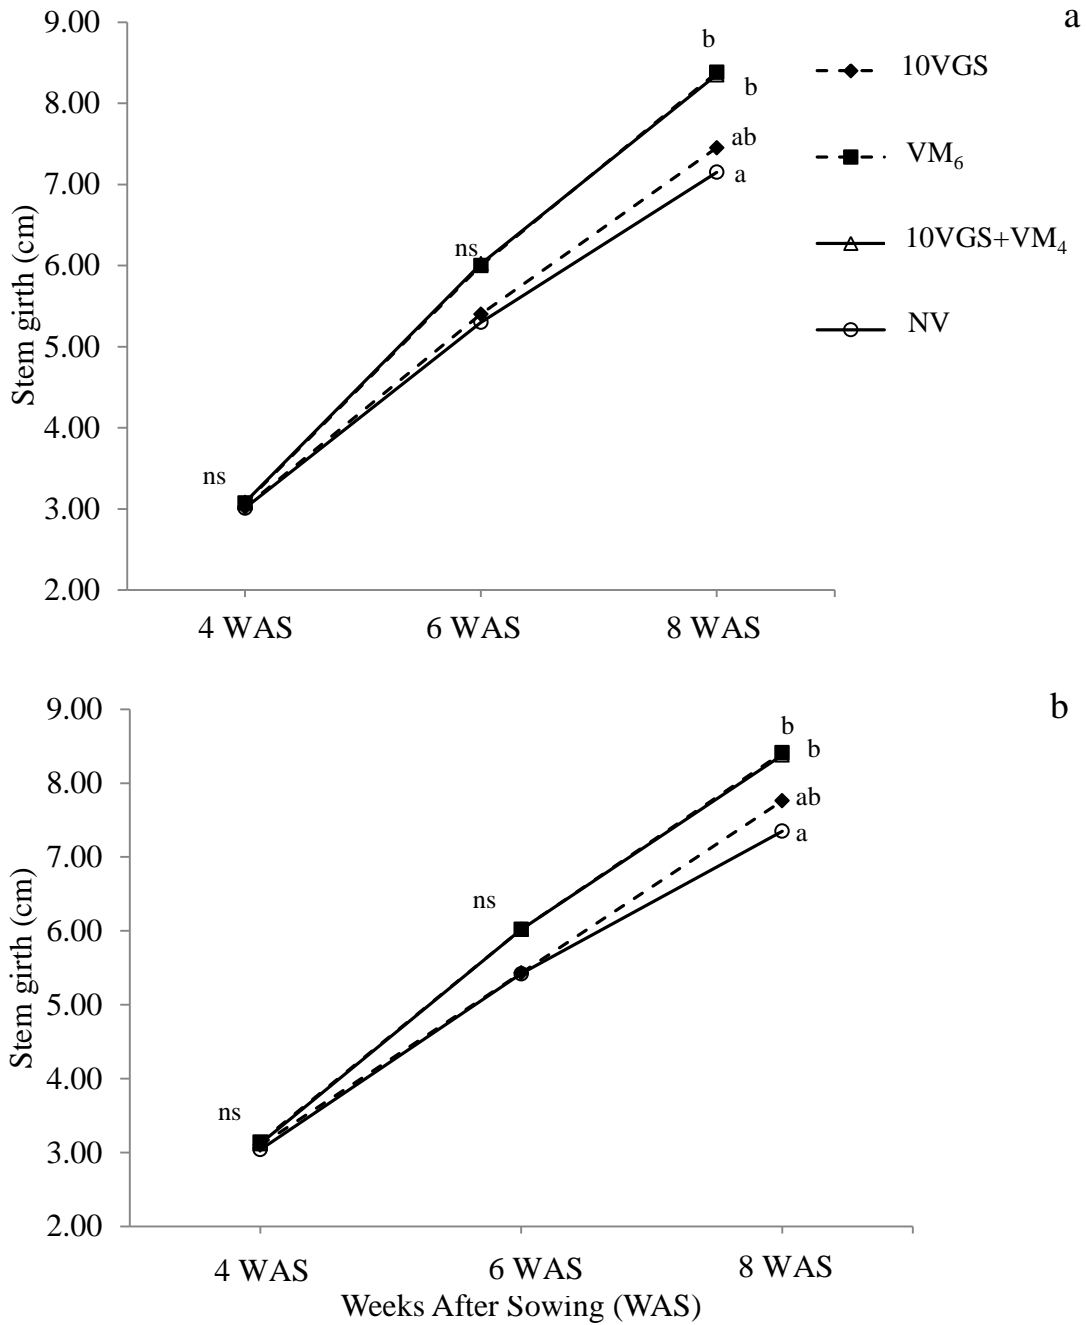 a
9.00
8.00
7.00
6.00
5.00
4.00
3.00
2.00
Stem girth (cm)
ns
ns
b
b
ab
a
4 WAS 6 WAS 8 WAS
10VGS
VM6
10VGS+VM4
NV
b
9.00
8.00
7.00
6.00
5.00
4.00
3.00
2.00
Stem girth (cm)
ns
ns
b
b
ab
a
4 WAS 6 WAS 8 WAS
Weeks After Sowing (WAS)